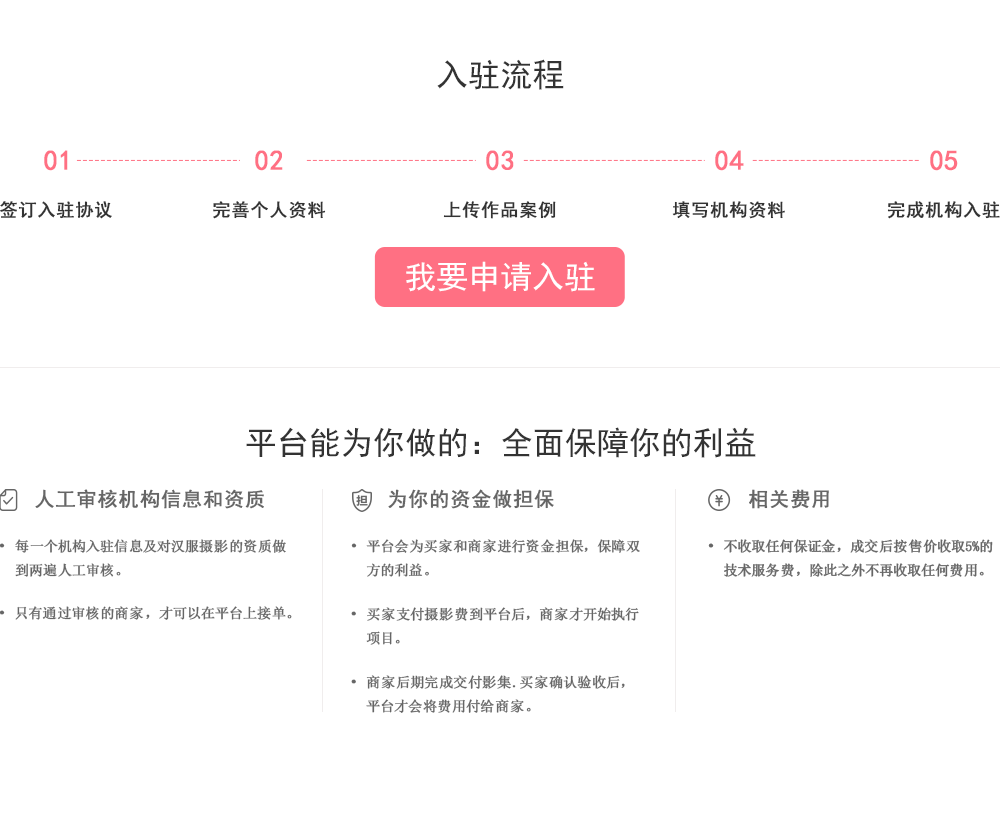 入驻流程
01 02 03 04 05
签订入驻协议 完善个人资料 上传作品案例 填写机构资料 完成机构入驻
我要申请入驻
平台能为你做的：全面保障你的利益
人工审核机构信息和资质
• 每一个机构入驻信息及对汉服摄影的资质做
到两遍人工审核。
• 只有通过审核的商家，才可以在平台上接单。
担 为你的资金做担保
• 平台会为买家和商家进行资金担保，保障双
方的利益。
• 买家支付摄影费到平台后，商家才开始执行
项目。
• 商家后期完成交付影集.买家确认验收后，
平台才会将费用付给商家。
¥ 相关费用
• 不收取任何保证金，成交后按售价收取5%的
技术服务费，除此之外不再收取任何费用。